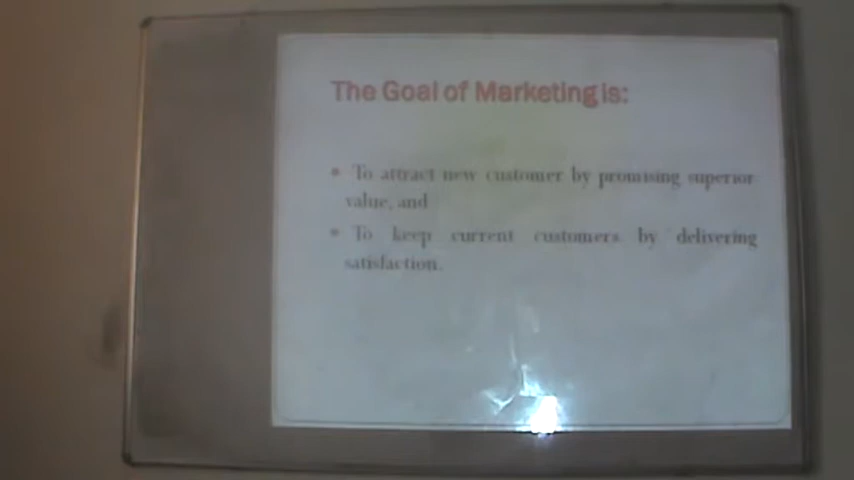 The Goal of Marketing is:
• To attract new customer by promising superior
value, and
• To keep current customers by delivering
satisfaction.